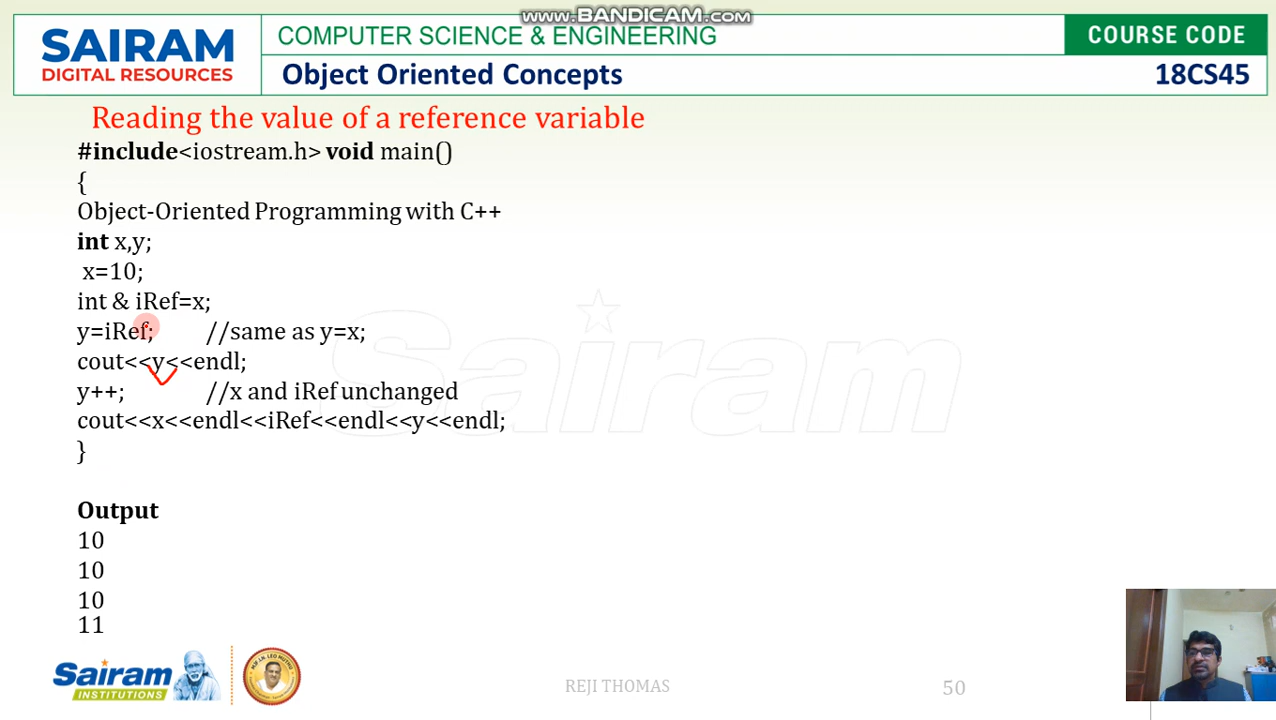 www.BANDICAM.com
SAIRAM
DIGITAL RESOURCES
COMPUTER SCIENCE & ENGINEERING
COURSE CODE
Object Oriented Concepts
18CS45
Reading the value of a reference variable
#include<iostream.h> void main()
{
Object-Oriented Programming with C++
int x,y;
x=10;
int & iRef=x;
y=iRef; //same as y=x;
cout<<y<<endl;
y++; //x and iRef unchanged
cout<<x<<endl<<iRef<<endl<<y<<endl;
}
Sairam
Output
10
10
10
11
Sairam
INSTITUTIONS
REJI THOMAS
50